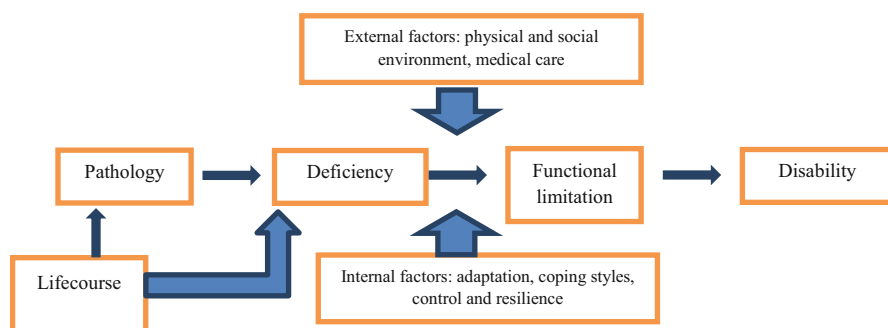 External factors: physical and social
environment, medical care
Pathology
Deficiency
Functional
limitation
Disability
Lifecourse
Internal factors: adaptation, coping styles,
control and resilience